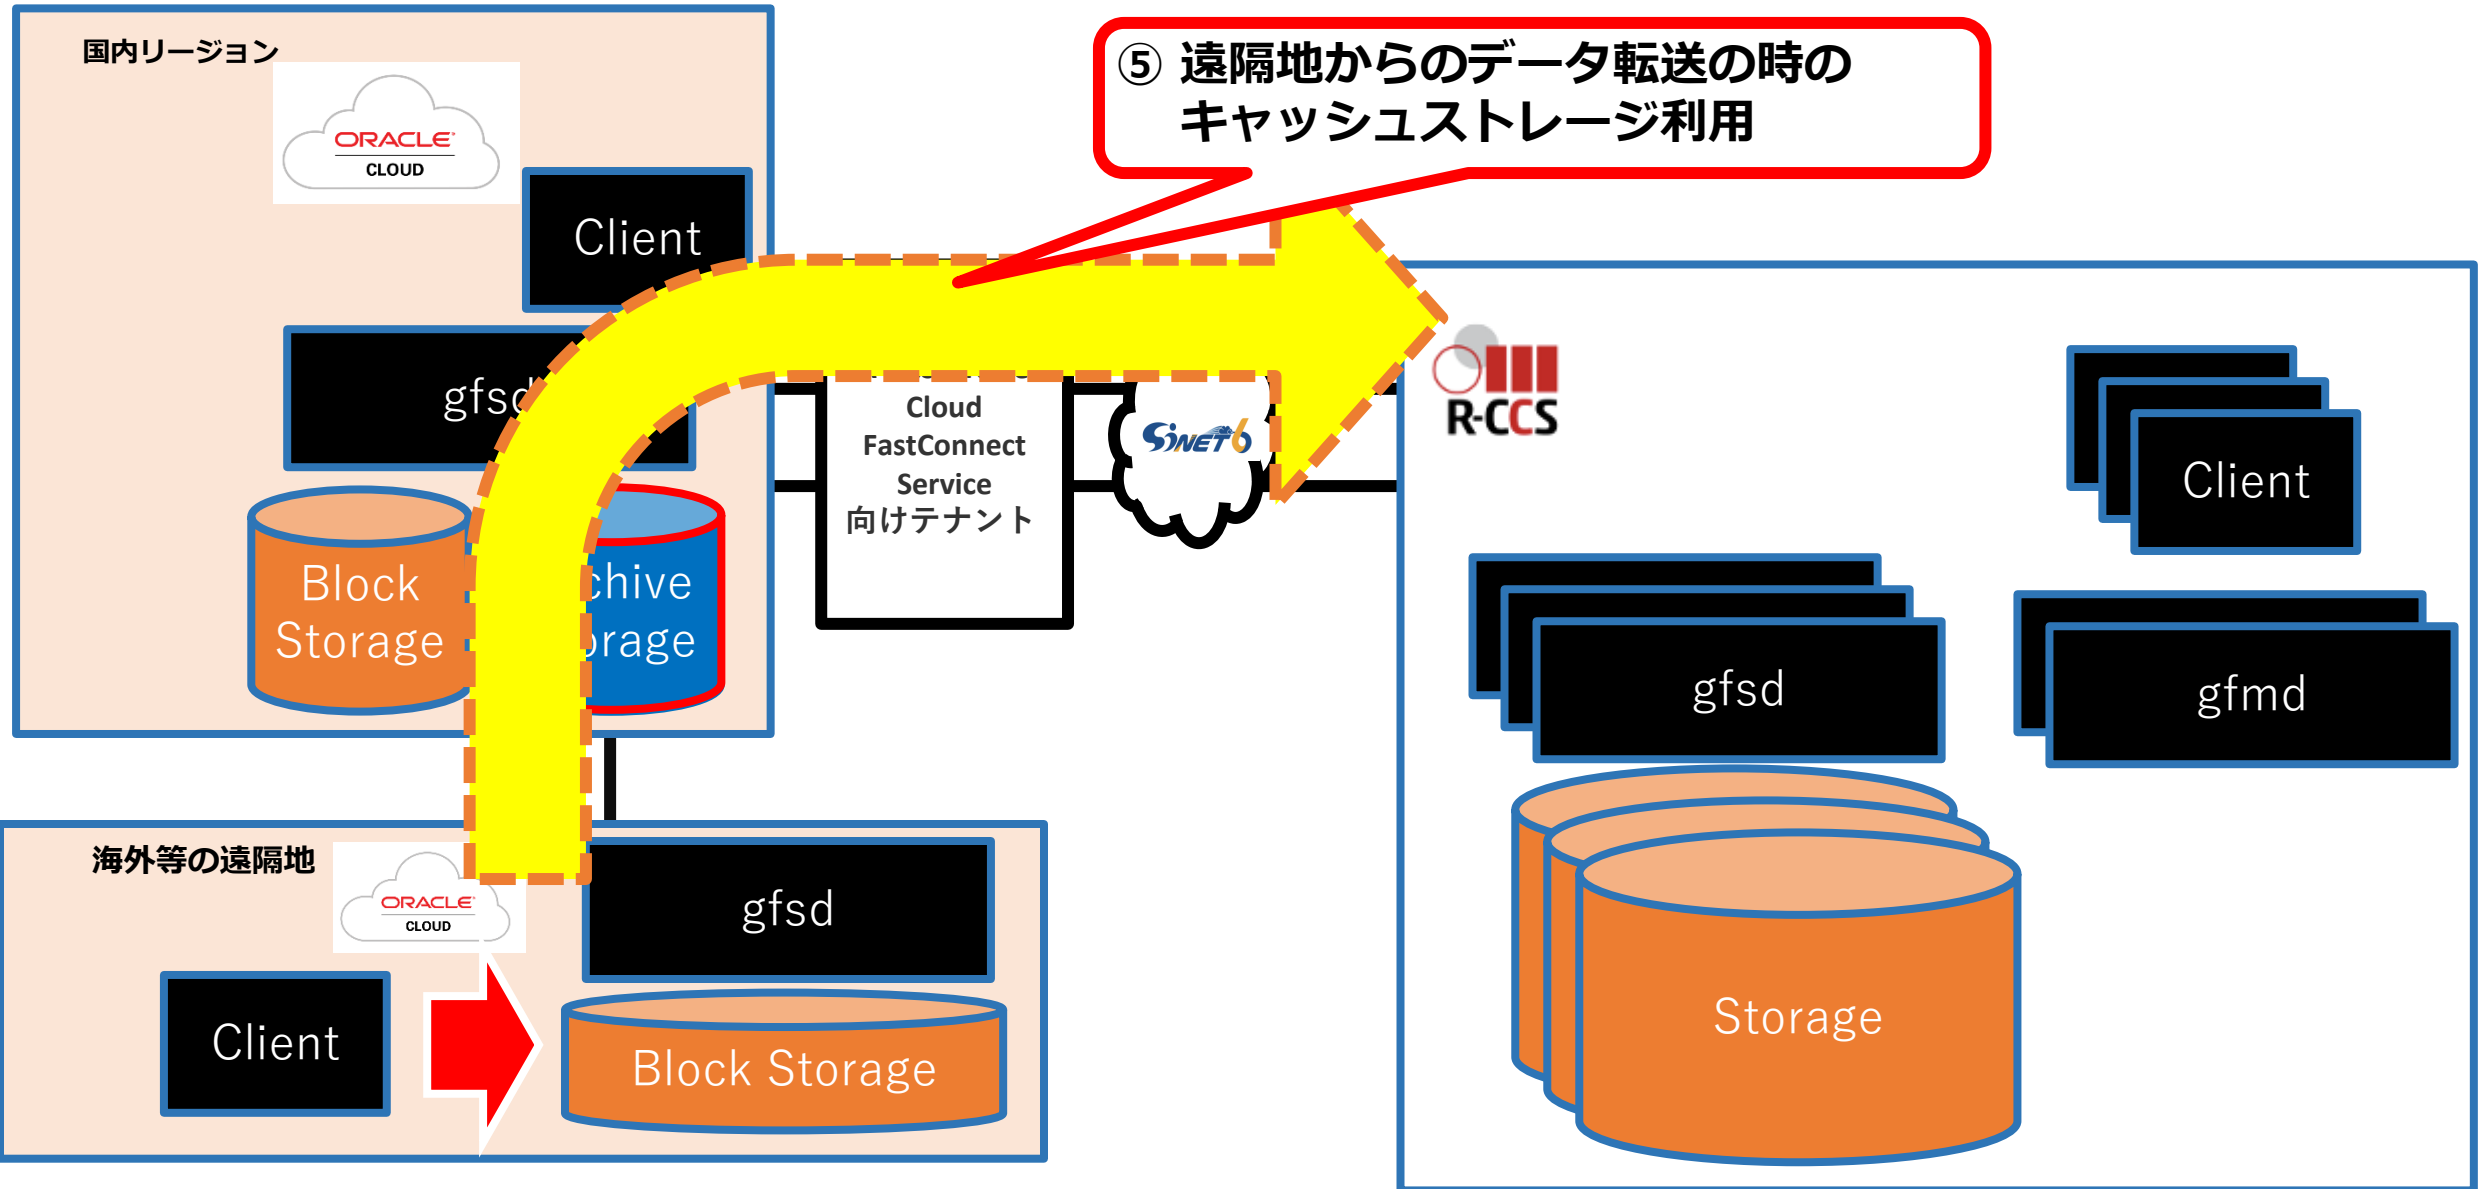 国内リージョン
ORACLE
CLOUD
Client
gfsd
Block
Storage
⑤ 遠隔地からのデータ転送の時の
キャッシュストレージ利用
Cloud
FastConnect
Service
向けテナント
SINET6
R-CCS
Client
gfsd
gfmd
Storage
海外等の遠隔地
ORACLE
CLOUD
gfsd
Client
Block Storage